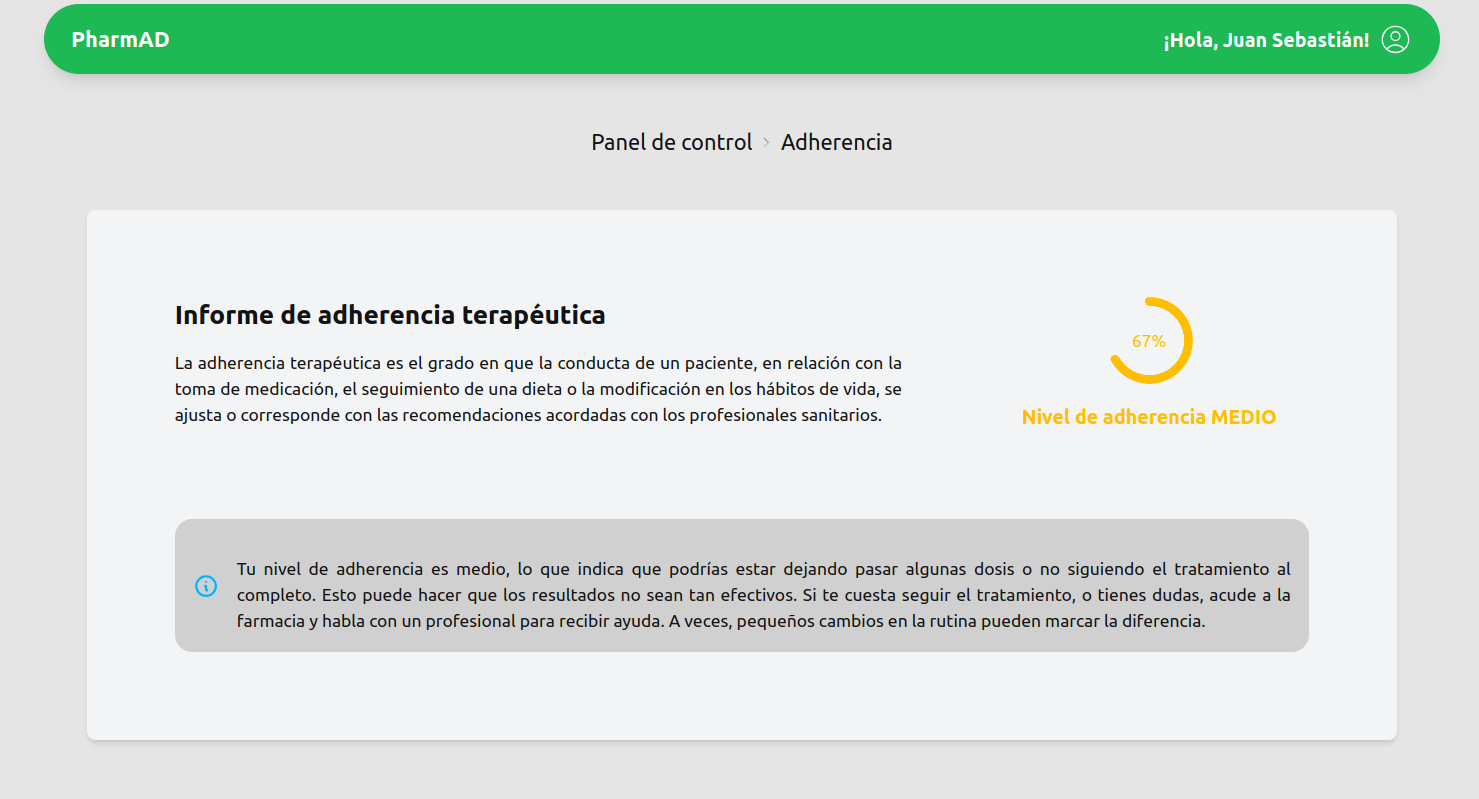 PharmAD
¡Hola, Juan Sebastián!
Panel de control > Adherencia
Informe de adherencia terapéutica
La adherencia terapéutica es el grado en que la conducta de un paciente, en relación con la
toma de medicación, el seguimiento de una dieta o la modificación en los hábitos de vida, se
ajusta o corresponde con las recomendaciones acordadas con los profesionales sanitarios.
67%
Nivel de adherencia MEDIO
Tu nivel de adherencia es medio, lo que indica que podrías estar dejando pasar algunas dosis o no siguiendo el tratamiento al
completo. Esto puede hacer que los resultados no sean tan efectivos. Si te cuesta seguir el tratamiento, o tienes dudas, acude a la
farmacia y habla con un profesional para recibir ayuda. A veces, pequeños cambios en la rutina pueden marcar la diferencia.